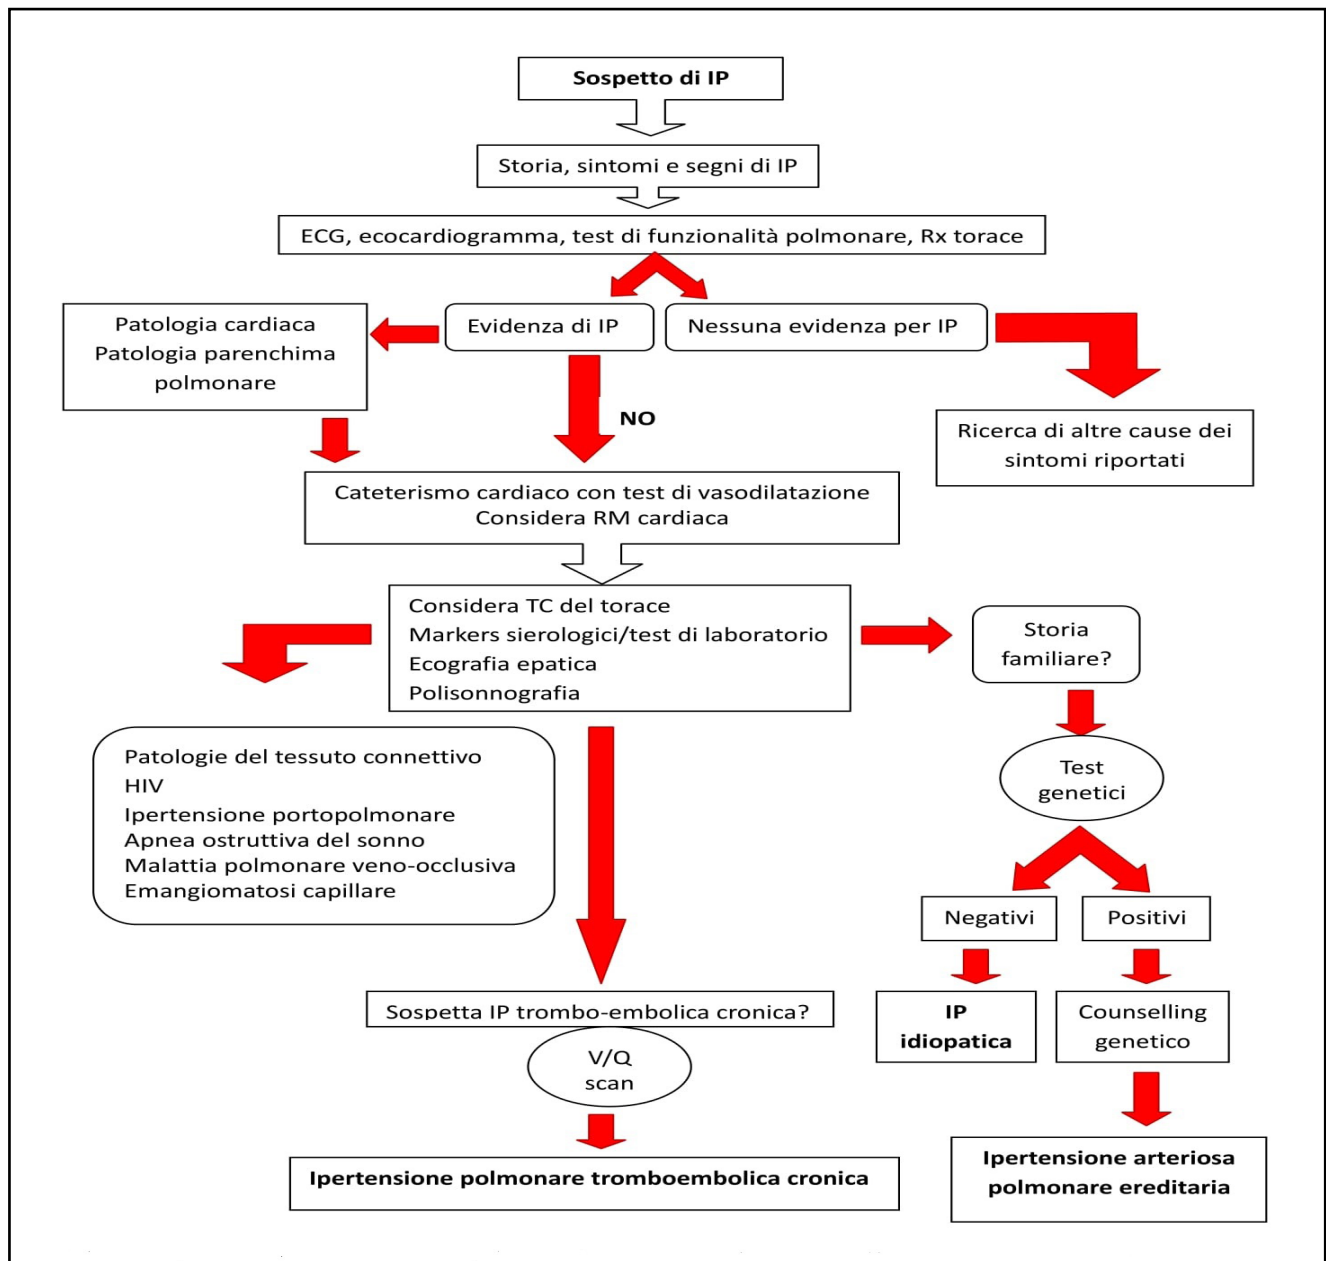 Sospetto di IP
Storia, sintomi e segni di IP
ECG, ecocardiogramma, test di funzionalità polmonare, Rx torace
Patologia cardiaca
Patologia parenchima
polmonare
Evidenza di IP
Nessuna evidenza per IP
NO
Ricerca di altre cause dei
sintomi riportati
Cateterismo cardiaco con test di vasodilatazione
Considera RM cardiaca
Considera TC del torace
Markers sierologici/test di laboratorio
Ecografia epatica
Polisonnografia
Storia
familiare?
Patologie del tessuto connettivo
HIV
Ipertensione portopolmonare
Apnea ostruttiva del sonno
Malattia polmonare veno-occlusiva
Emangiomatosi capillare
Test
genetici
Negativi
Positivi
IP
idiopatica
Counselling
genetico
Sospetta IP trombo-embolica cronica?
V/Q
scan
Ipertensione polmonare tromboembolica cronica
Ipertensione arteriosa
polmonare ereditaria